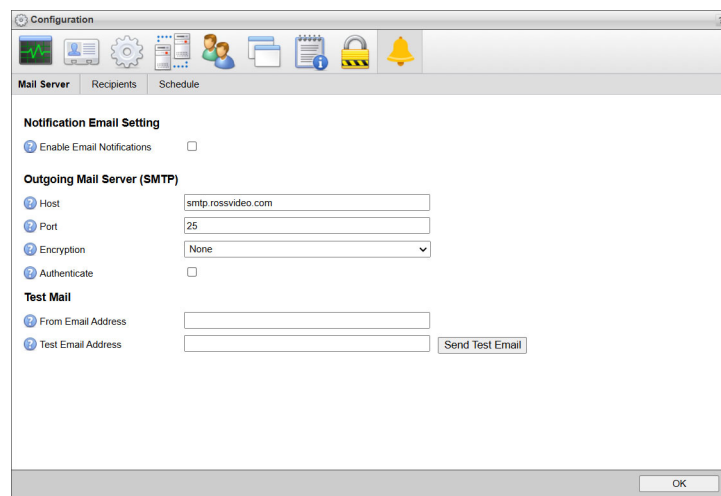 Configuration
Mail Server Recipients Schedule
Notification Email Setting
Enable Email Notifications
Outgoing Mail Server (SMTP)
Host smtp.rossvideo.com
Port 25
Encryption None
Authenticate
Test Mail
From Email Address
Test Email Address Send Test Email
OK